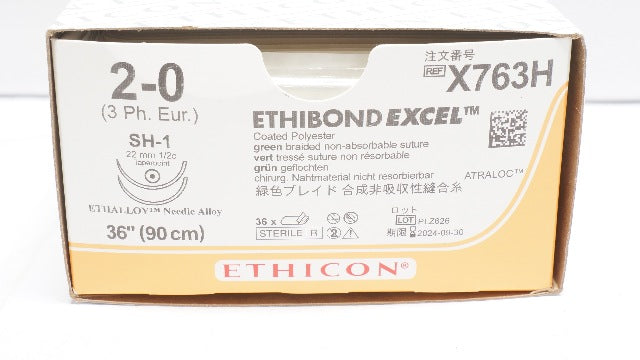 2-0
(3 Ph. Eur.)
SH-1
22 mm 1/2c
taperpoint
ETHALLOY™ Needle Alloy
36" (90 cm)
注文番号
REF X763H
ETHIBOND EXCEL™
Coated Polyester
green braided non-absorbable suture
vert tressé suture non résorbable
grün geflochten
chirurg. Nahtmaterial nicht resorbierbar
ATRALOC™
緑色ブレイド 合成非吸収性縫合糸
36 x
STERILE R
ロット
LOT PLZ626
期限 2024-09-30
ETHICON®